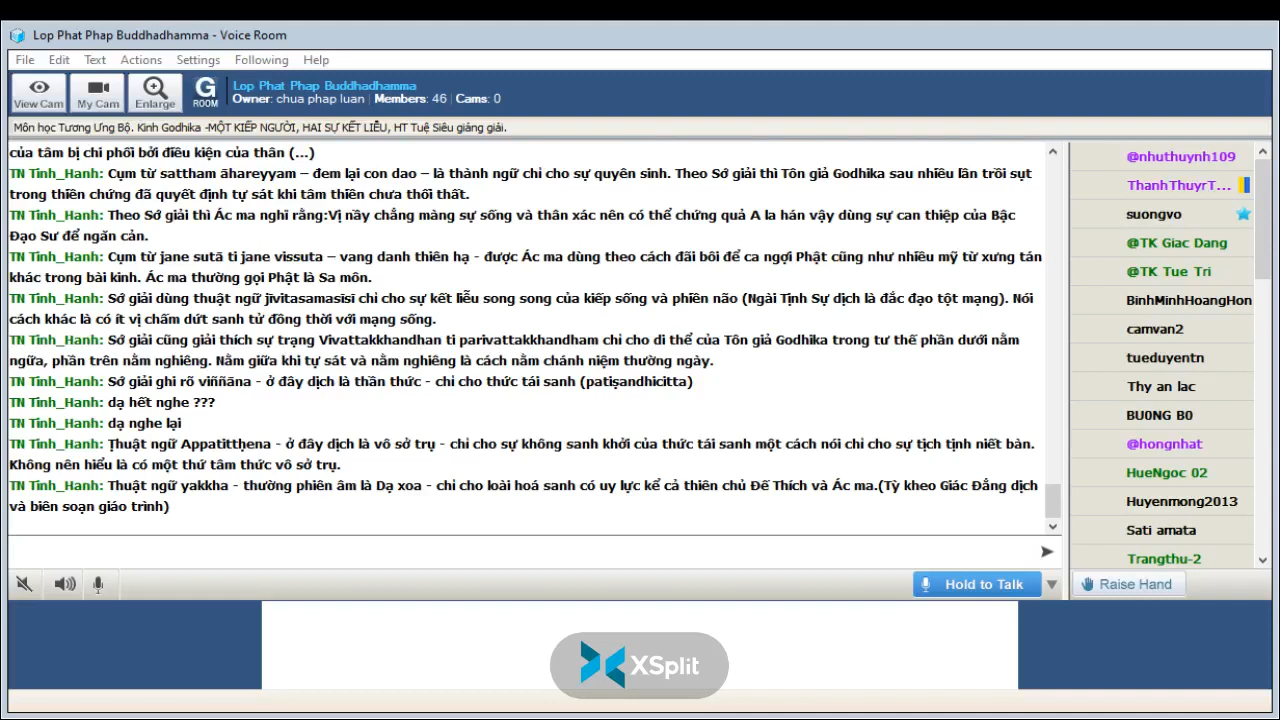 Lop Phat Phap Buddhadhamma - Voice Room
File Edit Text Actions Settings Following Help
View Cam My Cam Enlarge G ROOM
Lop Phat Phap Buddhadhamma
Owner: chua phap luan | Members: 46 | Cams: 0
Môn học Tương Ưng Bộ. Kinh Godhika -MỘT KIẾP NGƯỜI, HAI SỰ KẾT LIỄU, HT Tuệ Siêu giảng giải.
của tâm bị chi phối bởi điều kiện của thân (...)
TN Tinh_Hanh: Cụm từ sattham āhareyyam – đem lại con dao – là thành ngữ chỉ cho sự quyên sinh. Theo Sớ giải thì Tôn giả Godhika sau nhiều lần trồi sụt
trong thiền chứng đã quyết định tự sát khi tâm thiền chưa thối thất.
TN Tinh_Hanh: Theo Sớ giải thì Ác ma nghĩ rằng:Vị nầy chẳng màng sự sống và thân xác nên có thể chứng quả A la hán vậy dùng sự can thiệp của Bậc
Đạo Sư để ngăn cản.
TN Tinh_Hanh: Cụm từ jane sutā ti jane vissuta – vang danh thiên hạ - được Ác ma dùng theo cách đãi bôi để ca ngợi Phật cũng như nhiều mỹ từ xưng tán
khác trong bài kinh. Ác ma thường gọi Phật là Sa môn.
TN Tinh_Hanh: Sớ giải dùng thuật ngữ jīvitasamasīsī chỉ cho sự kết liễu song song của kiếp sống và phiền não (Ngài Tịnh Sự dịch là đắc đạo tột mạng). Nói
cách khác là có ít vị chấm dứt sanh tử đồng thời với mạng sống.
TN Tinh_Hanh: Sớ giải cũng giải thích sự trạng Vivattakkhandhan ti parivattakkhandham chỉ cho di thể của Tôn giả Godhika trong tư thế phần dưới nằm
ngữa, phần trên nằm nghiêng. Nằm giữa khi tự sát và nằm nghiêng là cách nằm chánh niệm thường ngày.
TN Tinh_Hanh: Sớ giải ghi rõ viññāna - ở đây dịch là thần thức - chỉ cho thức tái sanh (patişandhicitta)
TN Tinh_Hanh: dạ hết nghe ???
TN Tinh_Hanh: dạ nghe lại
TN Tinh_Hanh: Thuật ngữ Appatitthena - ở đây dịch là vô sở trụ - chỉ cho sự không sanh khởi của thức tái sanh một cách nói chỉ cho sự tịch tịnh niết bàn.
Không nên hiểu là có một thứ tâm thức vô sở trụ.
TN Tinh_Hanh: Thuật ngữ yakkha - thường phiên âm là Dạ xoa - chỉ cho loài hoá sanh có uy lực kể cả thiên chủ Đế Thích và Ác ma.(Tỳ kheo Giác Đẳng dịch
và biên soạn giáo trình)
@nhuthuynh109
ThanhThuyrT...
suongvo
@TK Giac Dang
@TK Tue Tri
BinhMinhHoangHon
camvan2
tueduyentn
Thy an lac
BU0NG B0
@hongnhat
HueNgoc 02
Huyenmong2013
Sati amata
Trangthu-2
Hold to Talk
Raise Hand
XSplit